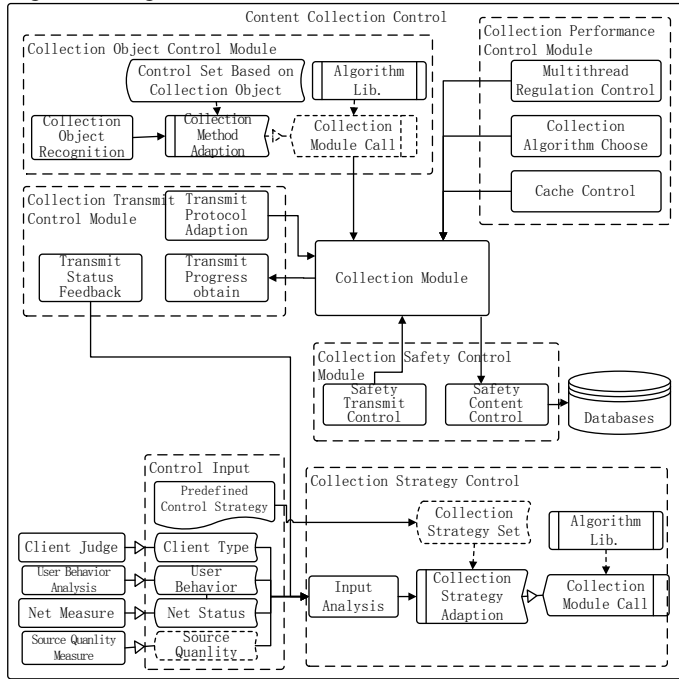 Content Collection Control
Collection Object Control Module
Control Set Based on
Collection Object
Algorithm
Lib.
Collection
Object
Recognition
Collection
Method
Adaption
Collection
Module Call
Collection Performance
Control Module
Multithread
Regulation Control
Collection
Algorithm Choose
Cache Control
Collection Transmit
Control Module
Transmit
Protocol
Adaption
Transmit
Status
Feedback
Transmit
Progress
obtain
Collection Module
Collection Safety Control
Module
Safety
Transmit
Control
Safety
Content
Control
Databases
Control Input
Predefined
Control Strategy
Client Judge
Client Type
User Behavior
Analysis
User
Behavior
Net Measure
Net Status
Source Quanlity
Measure
Source
Quanlity
Collection Strategy Control
Collection
Strategy Set
Algorithm
Lib.
Input
Analysis
Collection
Strategy
Adaption
Collection
Module Call